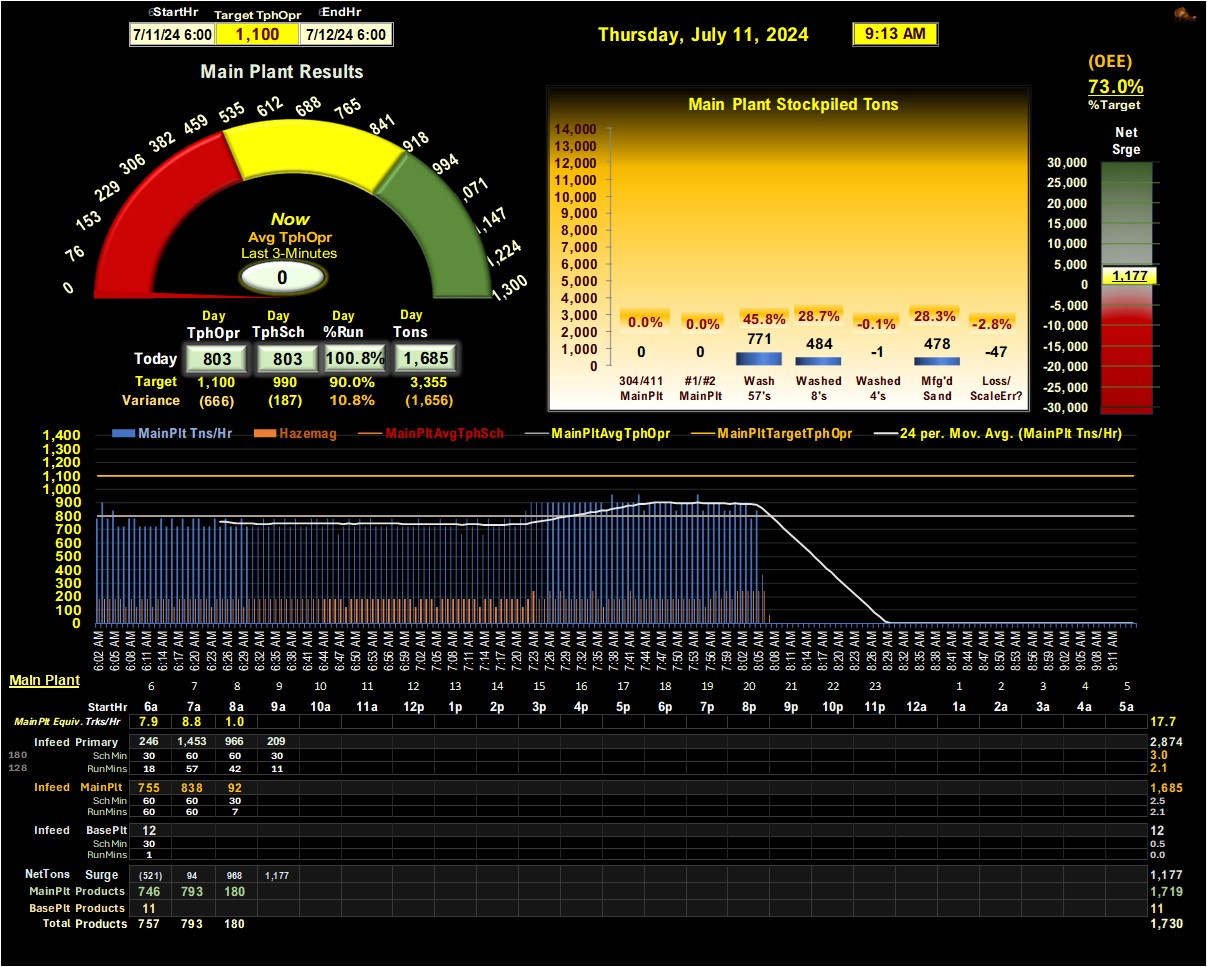 StartHr Target TphOpr EndHr
7/11/24 6:00 1,100 7/12/24 6:00
Thursday, July 11, 2024 9:13 AM
(OEE)
73.0%
%Target
Main Plant Results
0 76 153 229 306 382 459 535 612 688 765 841 918 994 ,071 ,147 1,224 1,300
Now
Avg TphOpr
Last 3-Minutes
0
Day Day Day Day
TphOpr TphSch %Run Tons
Today 803 803 100.8% 1,685
Target 1,100 990 90.0% 3,355
Variance (666) (187) 10.8% (1,656)
Main Plant Stockpiled Tons
14,000
13,000
12,000
11,000
10,000
9,000
8,000
7,000
6,000
5,000
4,000
3,000
2,000
1,000
0
0.0% 0.0% 45.8% 28.7% -0.1% 28.3% -2.8%
0 0 771 484 -1 478 -47
304/411 #1/#2 Wash Washed Washed Mfg'd Loss/
MainPlt MainPlt 57's 8's 4's Sand ScaleErr?
Net
Srge
30,000
25,000
20,000
15,000
10,000
5,000
0
-5,000
-10,000
-15,000
-20,000
-25,000
-30,000
1,177
MainPlt Tns/Hr Hazemag MainPltAvgTphSch MainPltAvgTphOpr MainPltTargetTphOpr 24 per. Mov. Avg. (MainPlt Tns/Hr)
1,400
1,300
1,200
1,100
1,000
900
800
700
600
500
400
300
200
100
0
6:02 AM 6:05 AM 6:08 AM 6:11 AM 6:14 AM 6:17 AM 6:20 AM 6:23 AM 6:26 AM 6:29 AM 6:32 AM 6:35 AM 6:38 AM 6:41 AM 6:44 AM 6:47 AM 6:50 AM 6:53 AM 6:56 AM 6:59 AM 7:02 AM 7:05 AM 7:08 AM 7:11 AM 7:14 AM 7:17 AM 7:20 AM 7:23 AM 7:26 AM 7:29 AM 7:32 AM 7:35 AM 7:38 AM 7:41 AM 7:44 AM 7:47 AM 7:50 AM 7:53 AM 7:56 AM 7:59 AM 8:02 AM 8:05 AM 8:08 AM 8:11 AM 8:14 AM 8:17 AM 8:20 AM 8:23 AM 8:26 AM 8:29 AM 8:32 AM 8:35 AM 8:38 AM 8:41 AM 8:44 AM 8:47 AM 8:50 AM 8:53 AM 8:56 AM 8:59 AM 9:02 AM 9:05 AM 9:08 AM 9:11 AM
Main Plant
6 7 8 9 10 11 12 13 14 15 16 17 18 19 20 21 22 23 1 2 3 4 5
StartHr 6a 7a 8a 9a 10a 11a 12p 1p 2p 3p 4p 5p 6p 7p 8p 9p 10p 11p 12a 1a 2a 3a 4a 5a
MainPlt Equiv. Trks/Hr 7.9 8.8 1.0 17.7
Infeed Primary 246 1,453 966 209 2,874
180 SchMin 30 60 60 30 3.0
128 RunMins 18 57 42 11 2.1
Infeed MainPlt 755 838 92 1,685
SchMin 60 60 30 2.5
RunMins 60 60 7 2.1
Infeed BasePlt 12 12
SchMin 30 0.5
RunMins 1 0.0
NetTons Surge (521) 94 968 1,177 1,177
MainPlt Products 746 793 180 1,719
BasePlt Products 11 11
Total Products 757 793 180 1,730